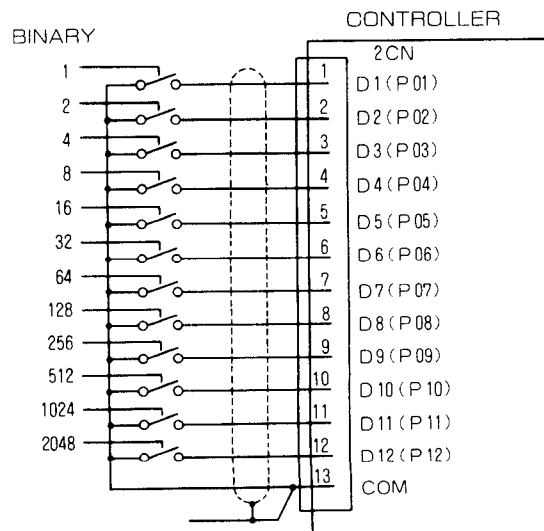 CONTROLLER
BINARY
2CN
1 1 D1(P01)
2 2 D2(P02)
4 3 D3(P03)
8 4 D4(P04)
16 5 D5(P05)
32 6 D6(P06)
64 7 D7(P07)
128 8 D8(P08)
256 9 D9(P09)
512 10 D10(P10)
1024 11 D11(P11)
2048 12 D12(P12)
13 COM